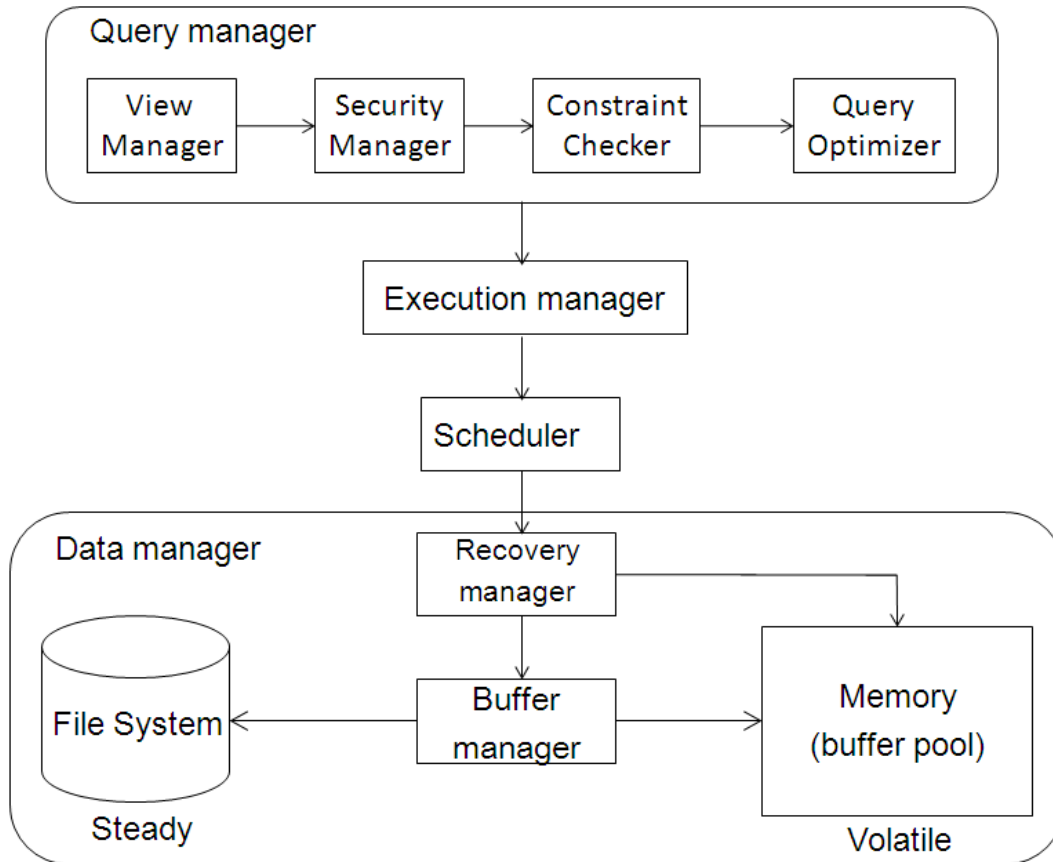 Query manager
View
Manager
Security
Manager
Constraint
Checker
Query
Optimizer
Execution manager
Scheduler
Data manager
Recovery
manager
File System
Steady
Buffer
manager
Memory
(buffer pool)
Volatile